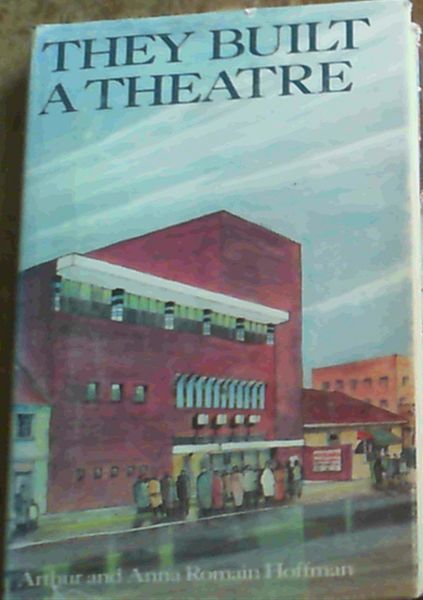 THEY BUILT
A THEATRE
Arthur and Anna Romain Hoffman